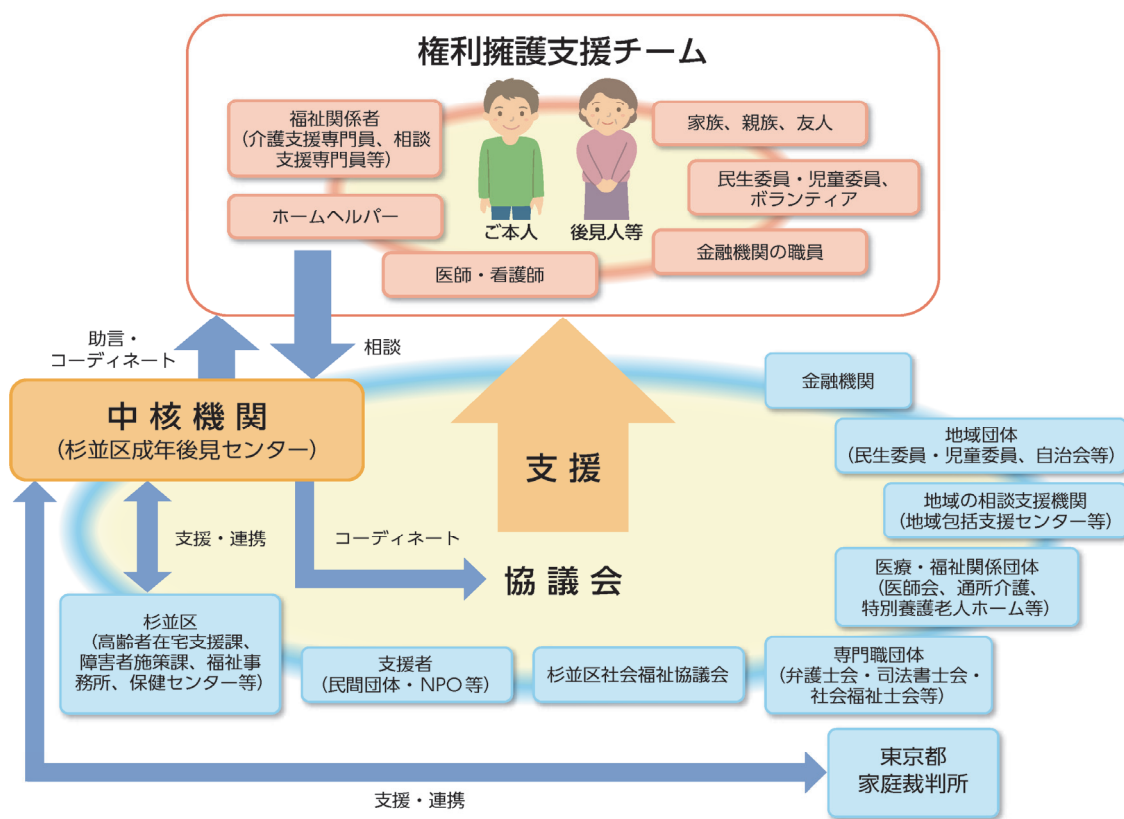 権利擁護支援チーム
福祉関係者
(介護支援専門員、相談
支援専門員等)
ホームヘルパー
医師・看護師
ご本人
後見人等
家族、親族、友人
民生委員・児童委員、
ボランティア
金融機関の職員
助言・
コーディネート
相談
中核機関
(杉並区成年後見センター)
支援
支援・連携
コーディネート
協議会
金融機関
地域団体
(民生委員・児童委員、自治会等)
地域の相談支援機関
(地域包括支援センター等)
医療・福祉関係団体
(医師会、通所介護、
特別養護老人ホーム等)
専門職団体
(弁護士会・司法書士会・
社会福祉士会等)
杉並区社会福祉協議会
支援者
(民間団体・NPO等)
杉並区
(高齢者在宅支援課、
障害者施策課、福祉事
務所、保健センター等)
東京都
家庭裁判所
支援・連携